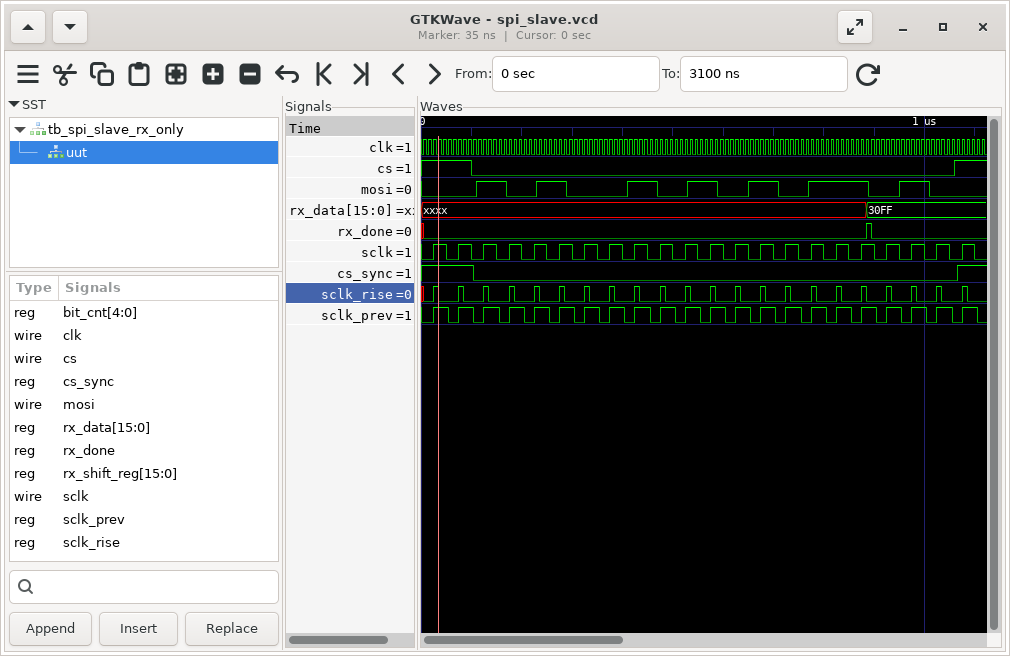 GTKWave - spi_slave.vcd
Marker: 35 ns | Cursor: 0 sec
From: 0 sec To: 3100 ns
SST
tb_spi_slave_rx_only
uut
Type Signals
reg bit_cnt[4:0]
wire clk
wire cs
reg cs_sync
wire mosi
reg rx_data[15:0]
reg rx_done
reg rx_shift_reg[15:0]
wire sclk
reg sclk_prev
reg sclk_rise
Append Insert Replace
Signals
Time
clk=1
cs=1
mosi=0
rx_data[15:0]=x
rx_done=0
sclk=1
cs_sync=1
sclk_rise=0
sclk_prev=1
Waves
0 1 us
xxxx 30FF